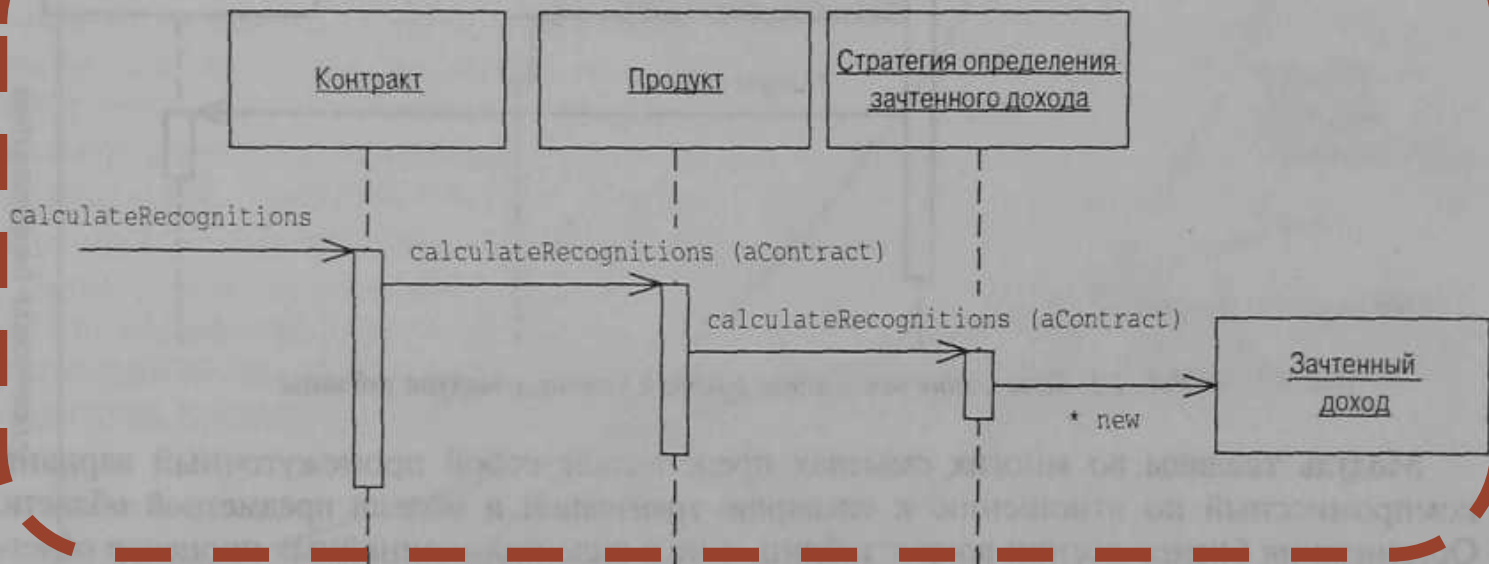 Контракт
Продукт
Стратегия определения
зачтенного дохода
calculateRecognitions
calculateRecognitions (aContract)
calculateRecognitions (aContract)
* new
Зачтенный
доход